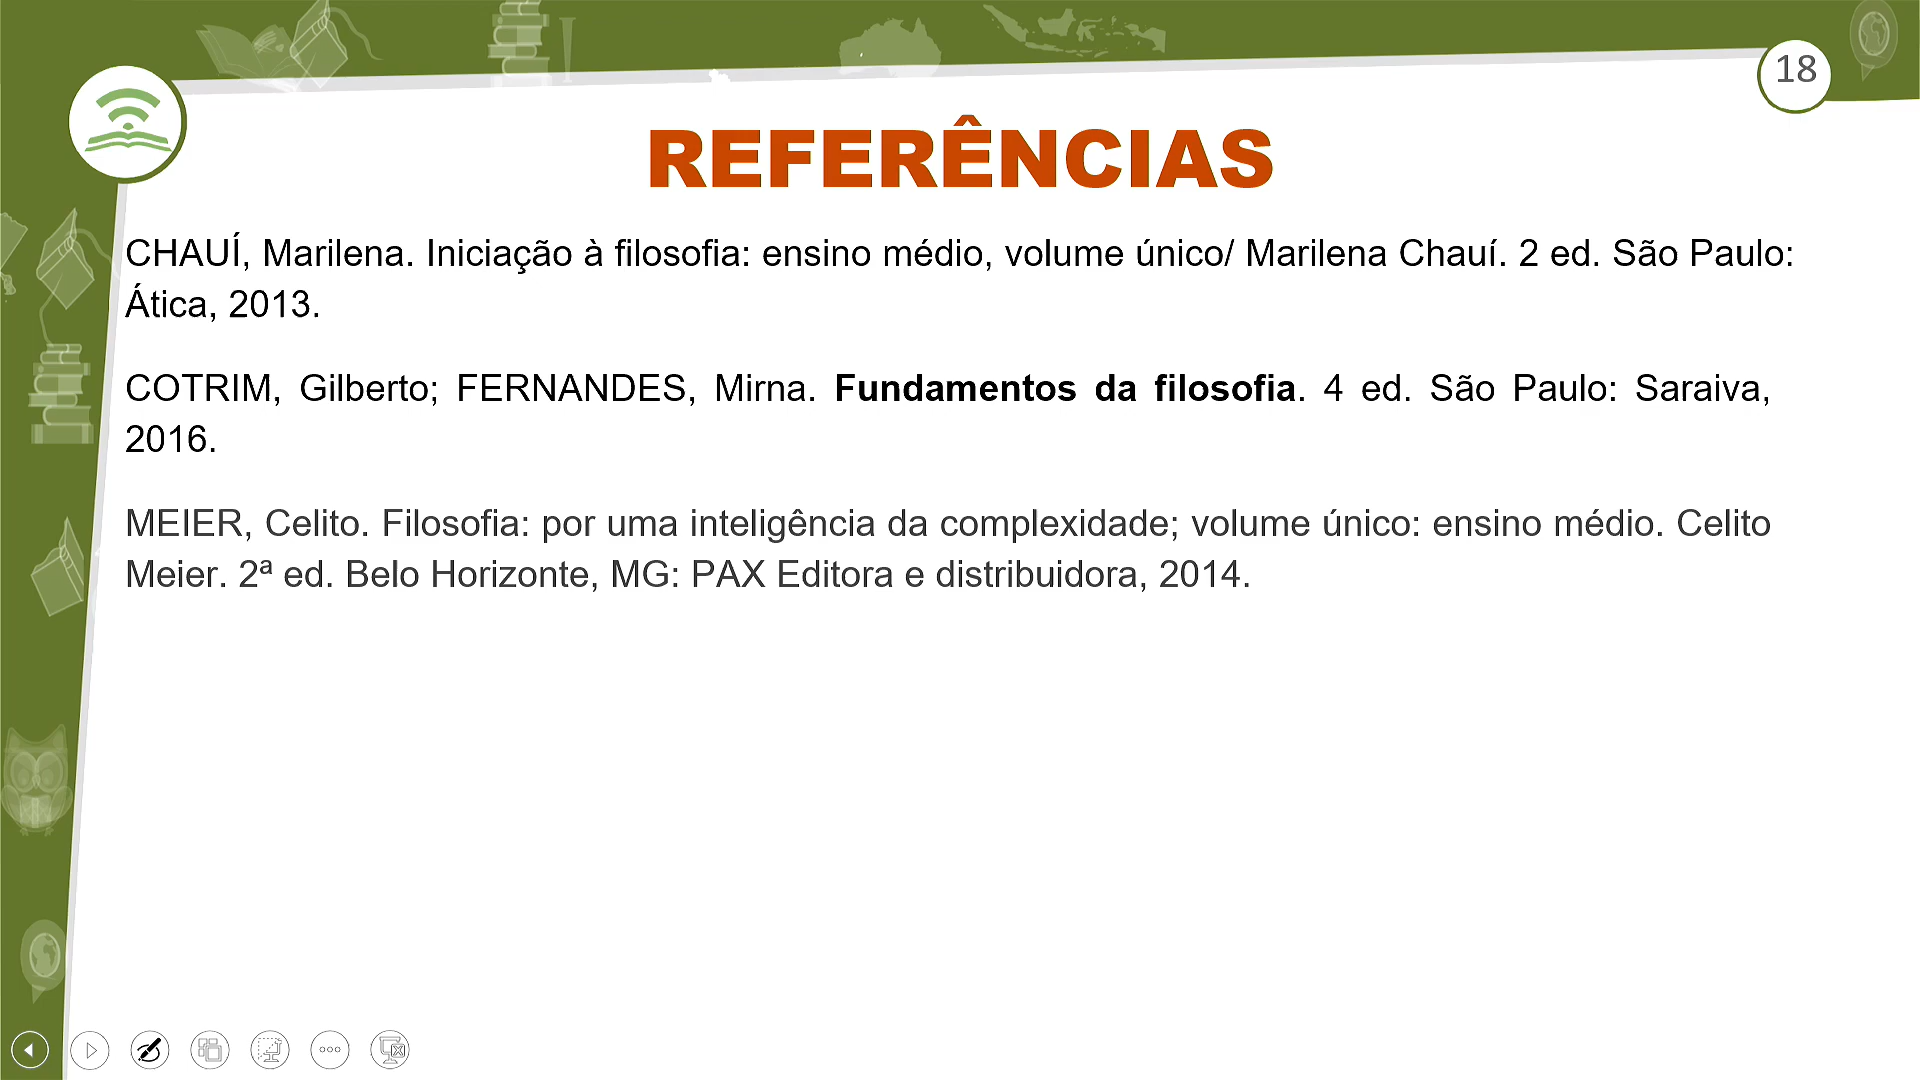 18
REFERÊNCIAS
CHAUÍ, Marilena. Iniciação à filosofia: ensino médio, volume único/ Marilena Chauí. 2 ed. São Paulo:
Ática, 2013.
COTRIM, Gilberto; FERNANDES, Mirna. Fundamentos da filosofia. 4 ed. São Paulo: Saraiva,
2016.
MEIER, Celito. Filosofia: por uma inteligência da complexidade; volume único: ensino médio. Celito
Meier. 2ª ed. Belo Horizonte, MG: PAX Editora e distribuidora, 2014.